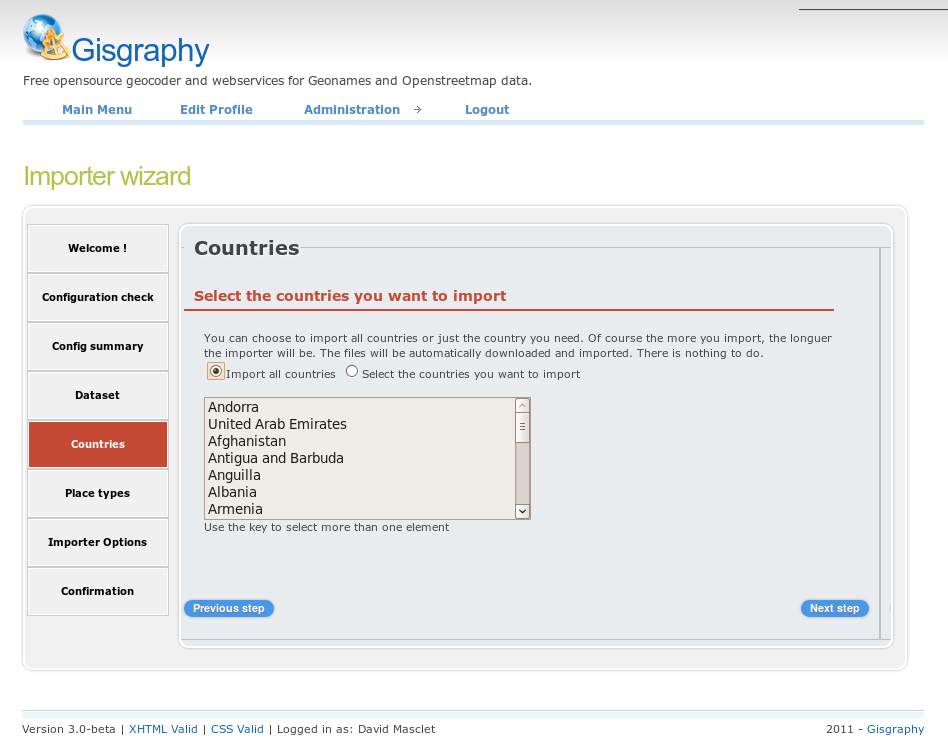 Gisgraphy
Free opensource geocoder and webservices for Geonames and Openstreetmap data.
Main Menu Edit Profile Administration → Logout
Importer wizard
Welcome !
Configuration check
Config summary
Dataset
Countries
Place types
Importer Options
Confirmation
Countries
Select the countries you want to import
You can choose to import all countries or just the country you need. Of course the more you import, the longuer
the importer will be. The files will be automatically downloaded and imported. There is nothing to do.
Import all countries Select the countries you want to import
Andorra
United Arab Emirates
Afghanistan
Antigua and Barbuda
Anguilla
Albania
Armenia
Use the key to select more than one element
Previous step Next step
Version 3.0-beta | XHTML Valid | CSS Valid | Logged in as: David Masclet 2011 - Gisgraphy